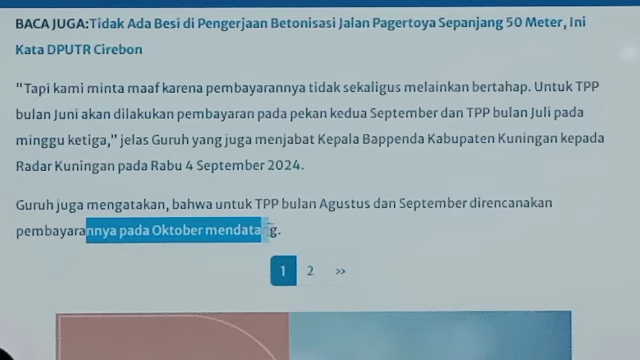 BACA JUGA:Tidak Ada Besi di Pengerjaan Betonisasi Jalan Pagertoya Sepanjang 50 Meter, Ini
Kata DPUTR Cirebon
"Tapi kami minta maaf karena pembayarannya tidak sekaligus melainkan bertahap. Untuk TPP
bulan Juni akan dilakukan pembayaran pada pekan kedua September dan TPP bulan Juli pada
minggu ketiga," jelas Guruh yang juga menjabat Kepala Bappenda Kabupaten Kuningan kepada
Radar Kuningan pada Rabu 4 September 2024.
Guruh juga mengatakan, bahwa untuk TPP bulan Agustus dan September direncanakan
pembayarannya pada Oktober mendatang.
1 2 >>